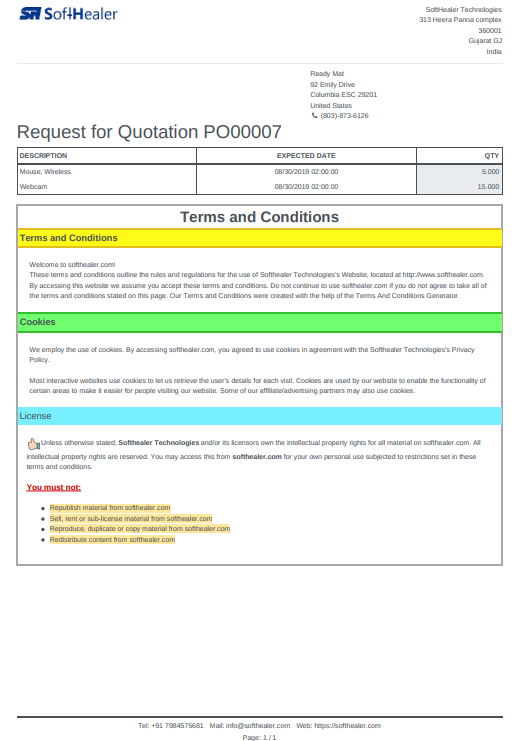 SoftHealer
SoftHealer Technologies
313 Heera Panna complex
360001
Gujarat GJ
India
Ready Mat
92 Emily Drive
Columbia ESC 29201
United States
(803)-873-6126
Request for Quotation PO00007
DESCRIPTION EXPECTED DATE QTY
Mouse, Wireless 08/30/2019 02:00:00 5.000
Webcam 08/30/2019 02:00:00 15.000
Terms and Conditions
Terms and Conditions
Welcome to softhealer.com!
These terms and conditions outline the rules and regulations for the use of Softhealer Technologies's Website, located at http://www.softhealer.com.
By accessing this website we assume you accept these terms and conditions. Do not continue to use softhealer.com if you do not agree to take all of
the terms and conditions stated on this page. Our Terms and Conditions were created with the help of the Terms And Conditions Generator.
Cookies
We employ the use of cookies. By accessing softhealer.com, you agreed to use cookies in agreement with the Softhealer Technologies's Privacy
Policy.
Most interactive websites use cookies to let us retrieve the user's details for each visit. Cookies are used by our website to enable the functionality of
certain areas to make it easier for people visiting our website. Some of our affiliate/advertising partners may also use cookies.
License
Unless otherwise stated, Softhealer Technologies and/or its licensors own the intellectual property rights for all material on softhealer.com. All
intellectual property rights are reserved. You may access this from softhealer.com for your own personal use subjected to restrictions set in these
terms and conditions.
You must not:
Republish material from softhealer.com
Sell, rent or sub-license material from softhealer.com
Reproduce, duplicate or copy material from softhealer.com
Redistribute content from softhealer.com
Tel: +91 7984575681 Mail: info@softhealer.com Web: https://softhealer.com
Page: 1 / 1